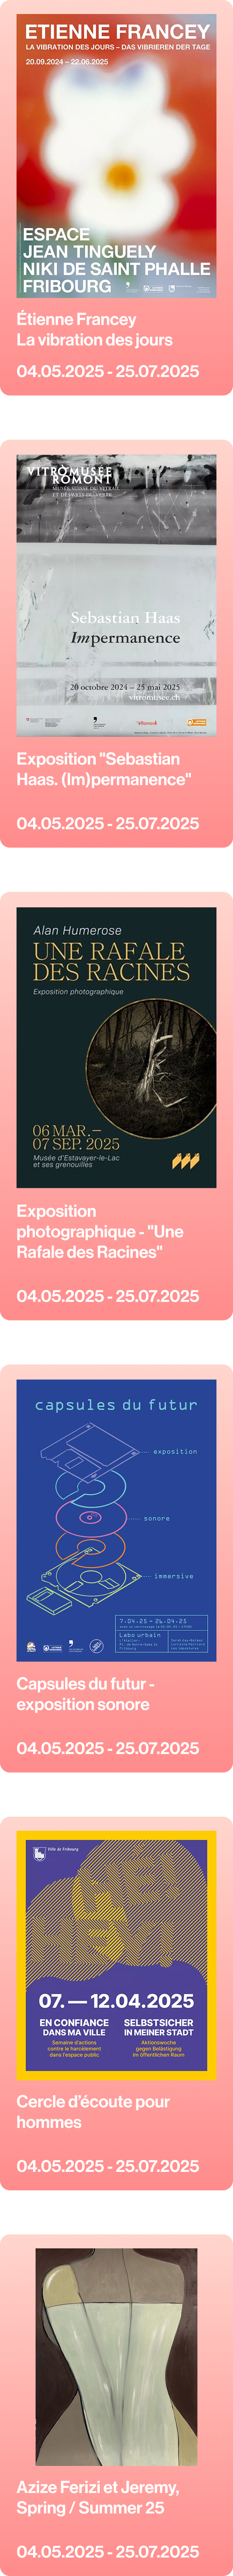 ETIENNE FRANCEY
LA VIBRATION DES JOURS – DAS VIBRIEREN DER TAGE
20.09.2024 – 22.06.2025
ESPACE
JEAN TINGUELY
NIKI DE SAINT PHALLE
FRIBOURG
Étienne Francey
La vibration des jours
04.05.2025 - 25.07.2025
VITROMUSÉE
ROMONT
MUSÉE SUISSE DU VITRAIL
ET DES ARTS DU VERRE
Sebastian Haas
Impermanence
20 octobre 2024 – 25 mai 2025
vitromusee.ch
Exposition "Sebastian
Haas. (Im)permanence"
04.05.2025 - 25.07.2025
Alan Humerose
UNE RAFALE
DES RACINES
Exposition photographique
06 MAR.–
07 SEP. 2025
Musée d'Estavayer-le-Lac
et ses grenouilles
Exposition
photographique - "Une
Rafale des Racines"
04.05.2025 - 25.07.2025
capsules du futur
exposition
sonore
immersive
7.04.25 – 26.04.25
Labo urbain
Capsules du futur -
exposition sonore
04.05.2025 - 25.07.2025
Ville de Fribourg
07. — 12.04.2025
EN CONFIANCE
DANS MA VILLE
Semaine d'actions
contre le harcèlement
dans l'espace public
SELBSTSICHER
IN MEINER STADT
Aktionswoche
gegen Belästigung
im öffentlichen Raum
Cercle d'écoute pour
hommes
04.05.2025 - 25.07.2025
Azize Ferizi et Jeremy,
Spring / Summer 25
04.05.2025 - 25.07.2025